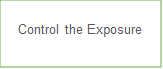 Control the Exposure